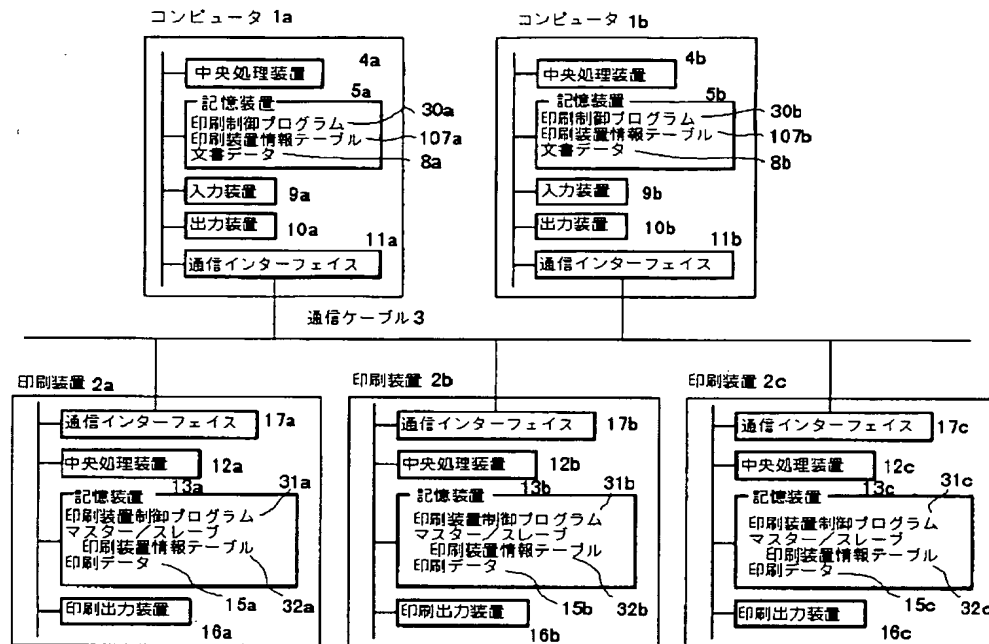 コンピュータ 1a
中央処理装置
4a
5a
記憶装置
印刷制御プログラム
30a
印刷装置情報テーブル
107a
文書データ
8a
入力装置
9a
出力装置
10a
11a
通信インターフェイス
コンピュータ 1b
中央処理装置
4b
5b
記憶装置
印刷制御プログラム
30b
印刷装置情報テーブル
107b
文書データ
8b
入力装置
9b
出力装置
10b
11b
通信インターフェイス
通信ケーブル3
印刷装置 2a
通信インターフェイス
17a
中央処理装置
12a
13a
31a
記憶装置
印刷装置制御プログラム
マスター/スレーブ
印刷装置情報テーブル
印刷データ
15a
32a
印刷出力装置
16a
印刷装置 2b
通信インターフェイス
17b
中央処理装置
12b
13b
31b
記憶装置
印刷装置制御プログラム
マスター/スレーブ
印刷装置情報テーブル
印刷データ
15b
32b
印刷出力装置
16b
印刷装置 2c
通信インターフェイス
17c
中央処理装置
12c
13c
31c
記憶装置
印刷装置制御プログラム
マスター/スレーブ
印刷装置情報テーブル
印刷データ
15c
32c
印刷出力装置
16c